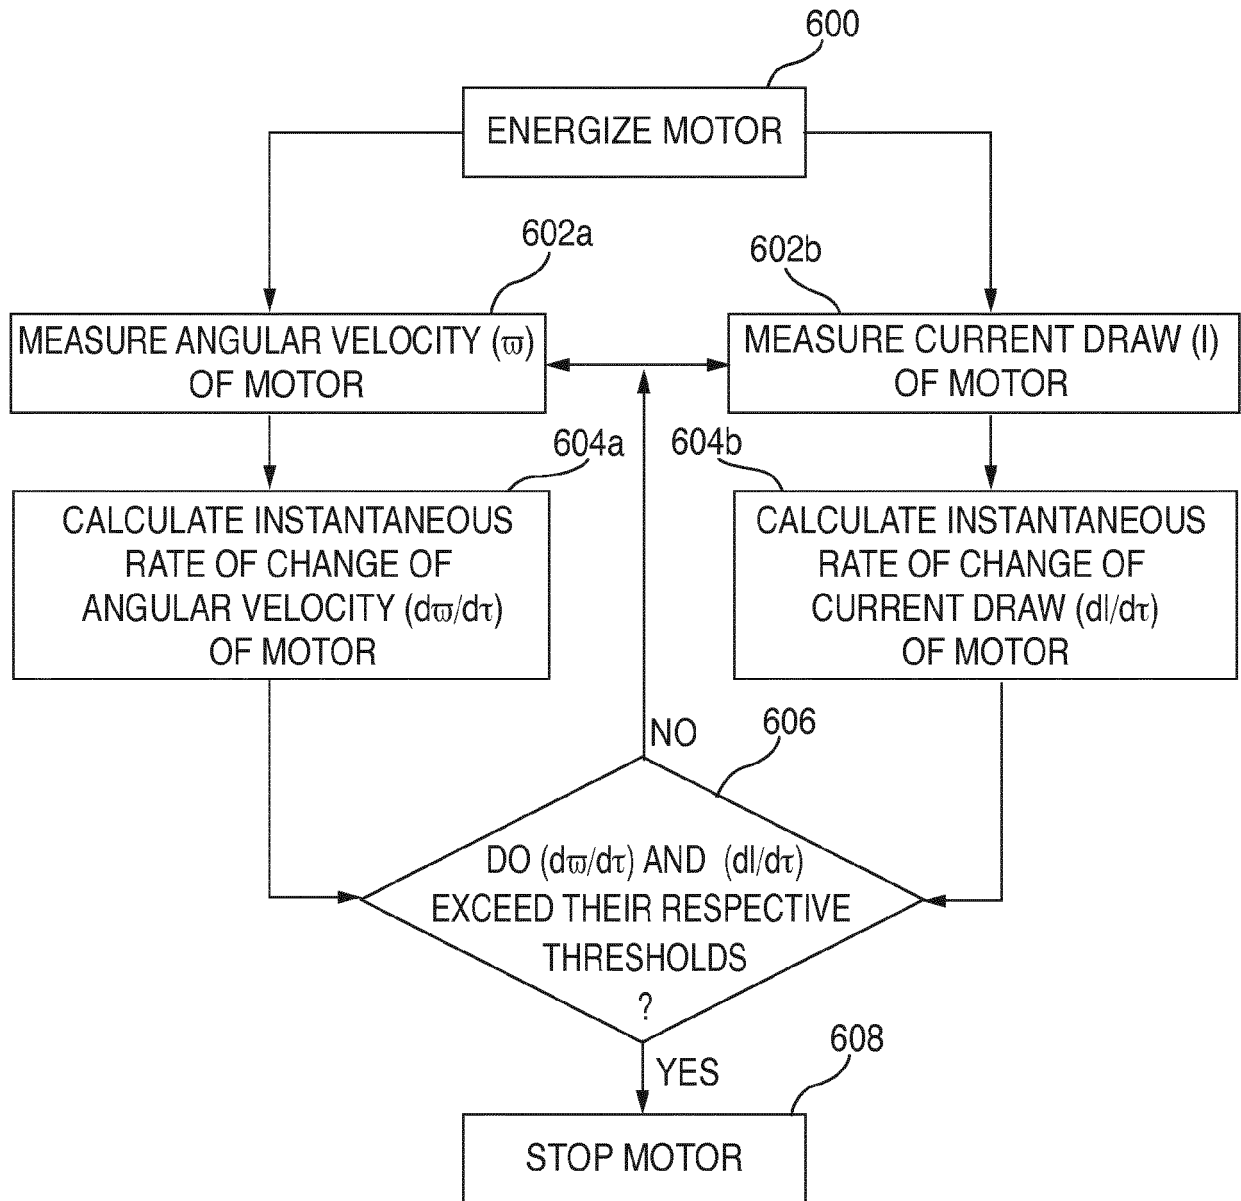 600
ENERGIZE MOTOR
602a
602b
MEASURE ANGULAR VELOCITY (ϖ)
OF MOTOR
MEASURE CURRENT DRAW (I)
OF MOTOR
604a
604b
CALCULATE INSTANTANEOUS
RATE OF CHANGE OF
ANGULAR VELOCITY (dϖ/dτ)
OF MOTOR
CALCULATE INSTANTANEOUS
RATE OF CHANGE OF
CURRENT DRAW (dI/dτ)
OF MOTOR
606
NO
DO (dϖ/dτ) AND (dI/dτ)
EXCEED THEIR RESPECTIVE
THRESHOLDS
?
608
YES
STOP MOTOR